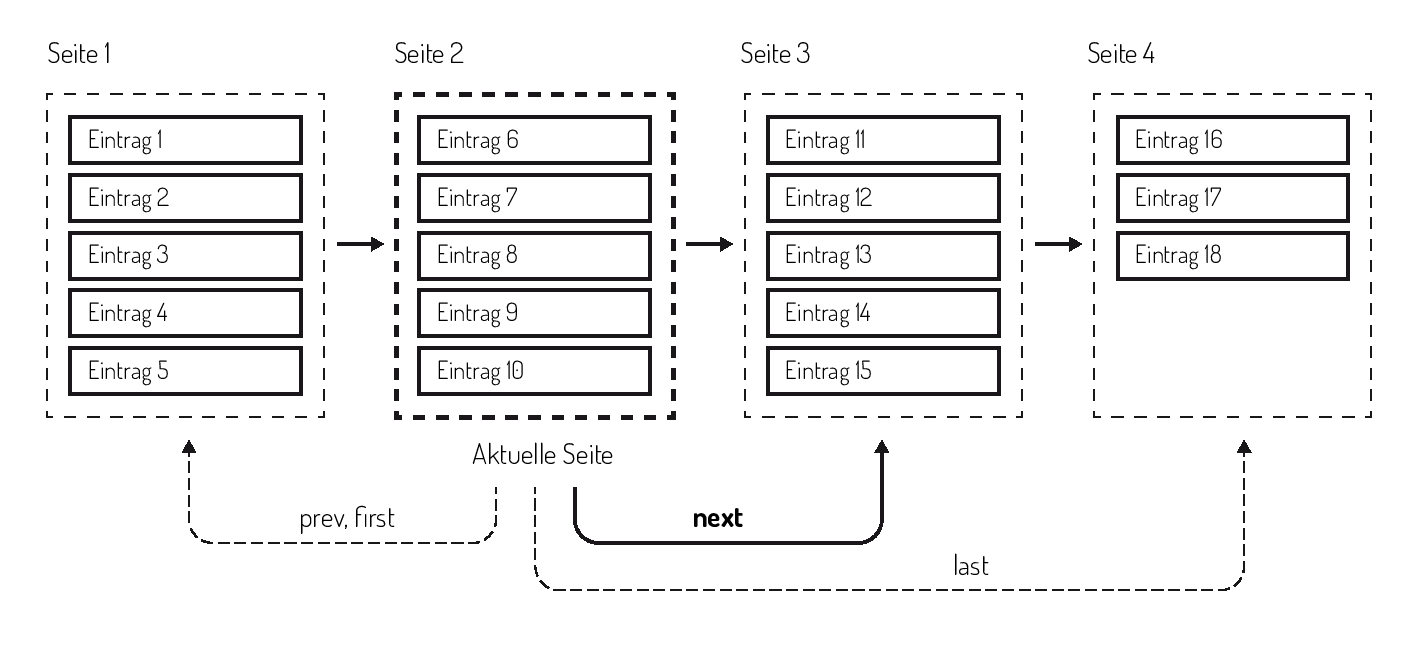 Seite 1
Eintrag 1
Eintrag 2
Eintrag 3
Eintrag 4
Eintrag 5
Seite 2
Eintrag 6
Eintrag 7
Eintrag 8
Eintrag 9
Eintrag 10
Seite 3
Eintrag 11
Eintrag 12
Eintrag 13
Eintrag 14
Eintrag 15
Seite 4
Eintrag 16
Eintrag 17
Eintrag 18
Aktuelle Seite
prev, first
next
last